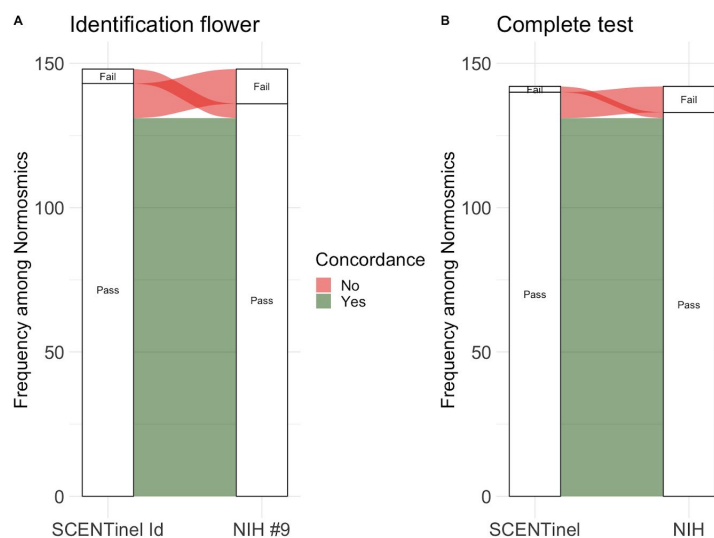 A
Identification flower
Frequency among Normosmics
150
100
50
0
Fail
Pass
Fail
Pass
SCENTinel Id
NIH #9
Concordance
No
Yes
B
Complete test
Frequency among Normosmics
150
100
50
0
Fail
Pass
Fail
Pass
SCENTinel
NIH